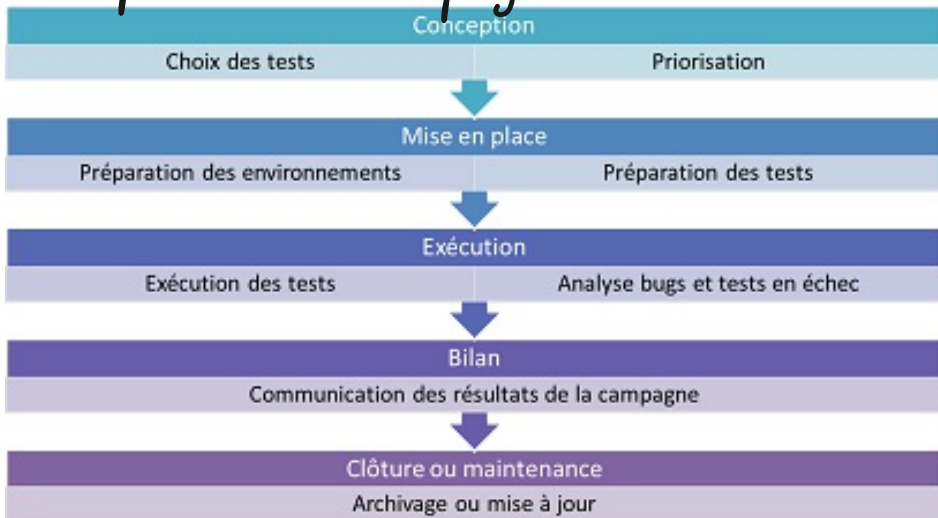 Conception
Choix des tests Priorisation
Mise en place
Préparation des environnements Préparation des tests
Exécution
Exécution des tests Analyse bugs et tests en échec
Bilan
Communication des résultats de la campagne
Clôture ou maintenance
Archivage ou mise à jour